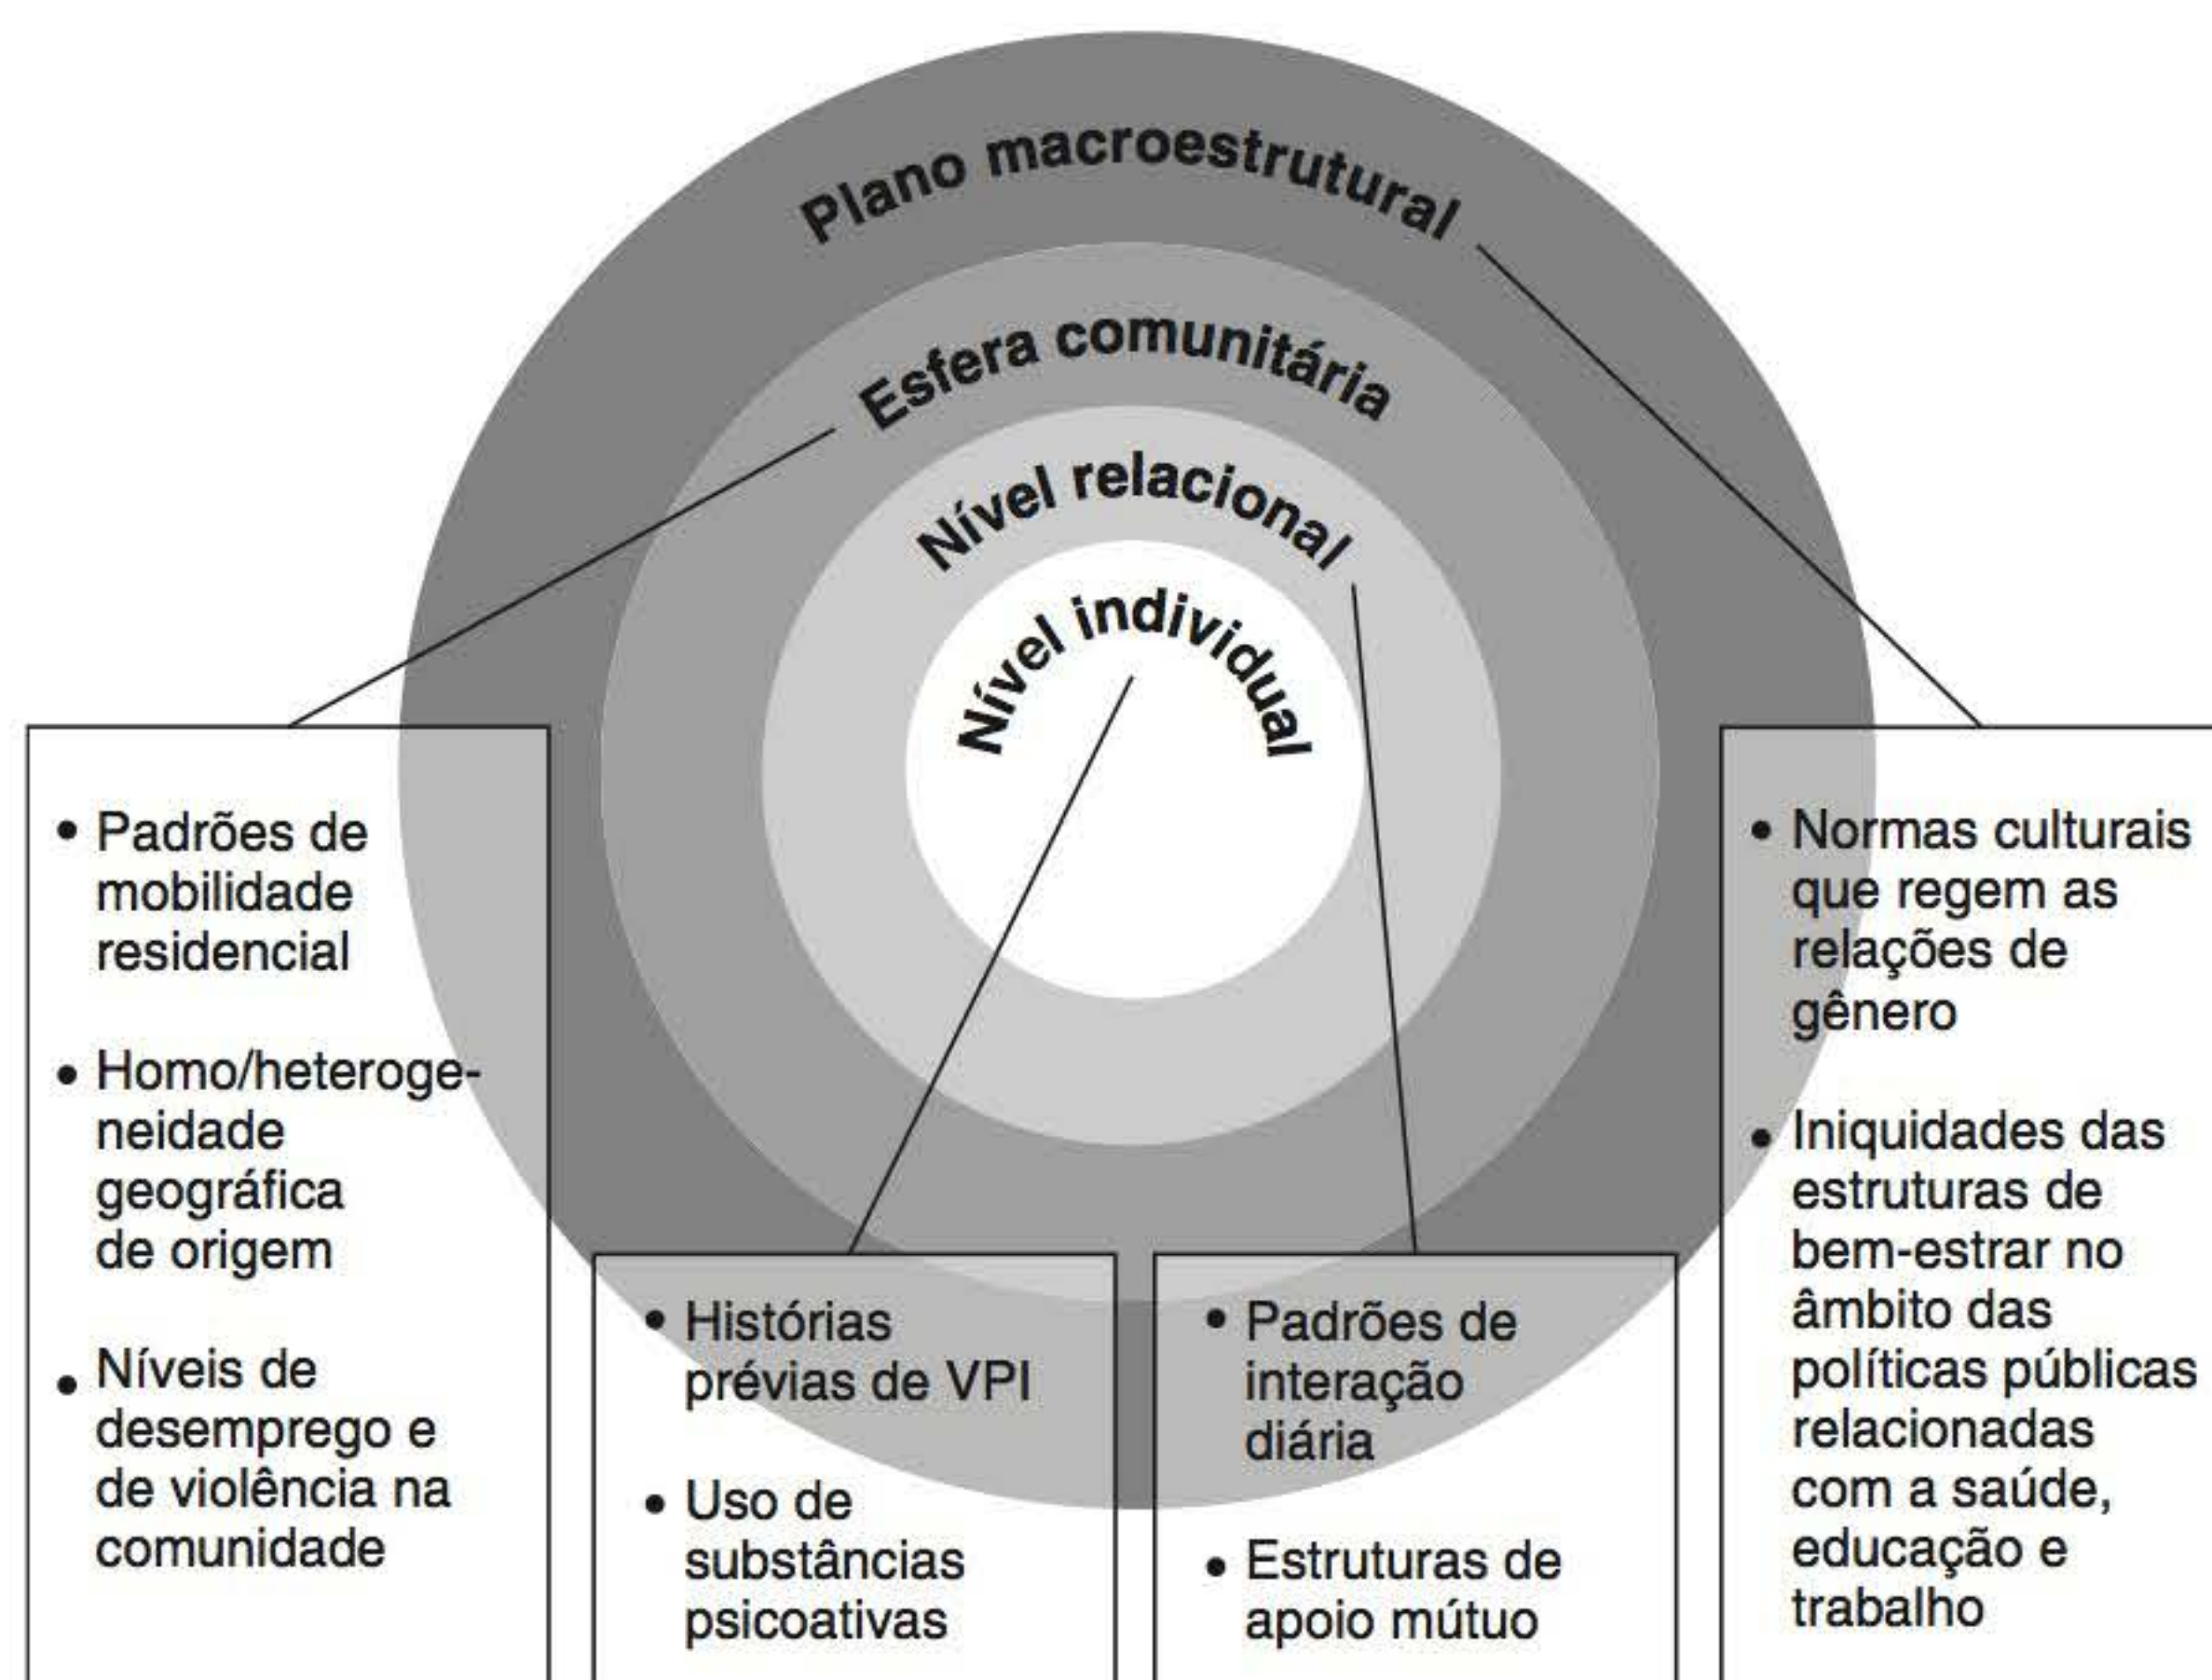 Plano macroestrutural
Esfera comunitária
Nível relacional
Nível individual
• Padrões de
mobilidade
residencial
• Homo/heteroge-
neidade
geográfica
de origem
• Níveis de
desemprego e
de violência na
comunidade
• Histórias
prévias de VPI
• Uso de
substâncias
psicoativas
• Padrões de
interação
diária
• Estruturas de
apoio mútuo
• Normas culturais
que regem as
relações de
gênero
• Iniquidades das
estruturas de
bem-estrar no
âmbito das
políticas públicas
relacionadas
com a saúde,
educação e
trabalho